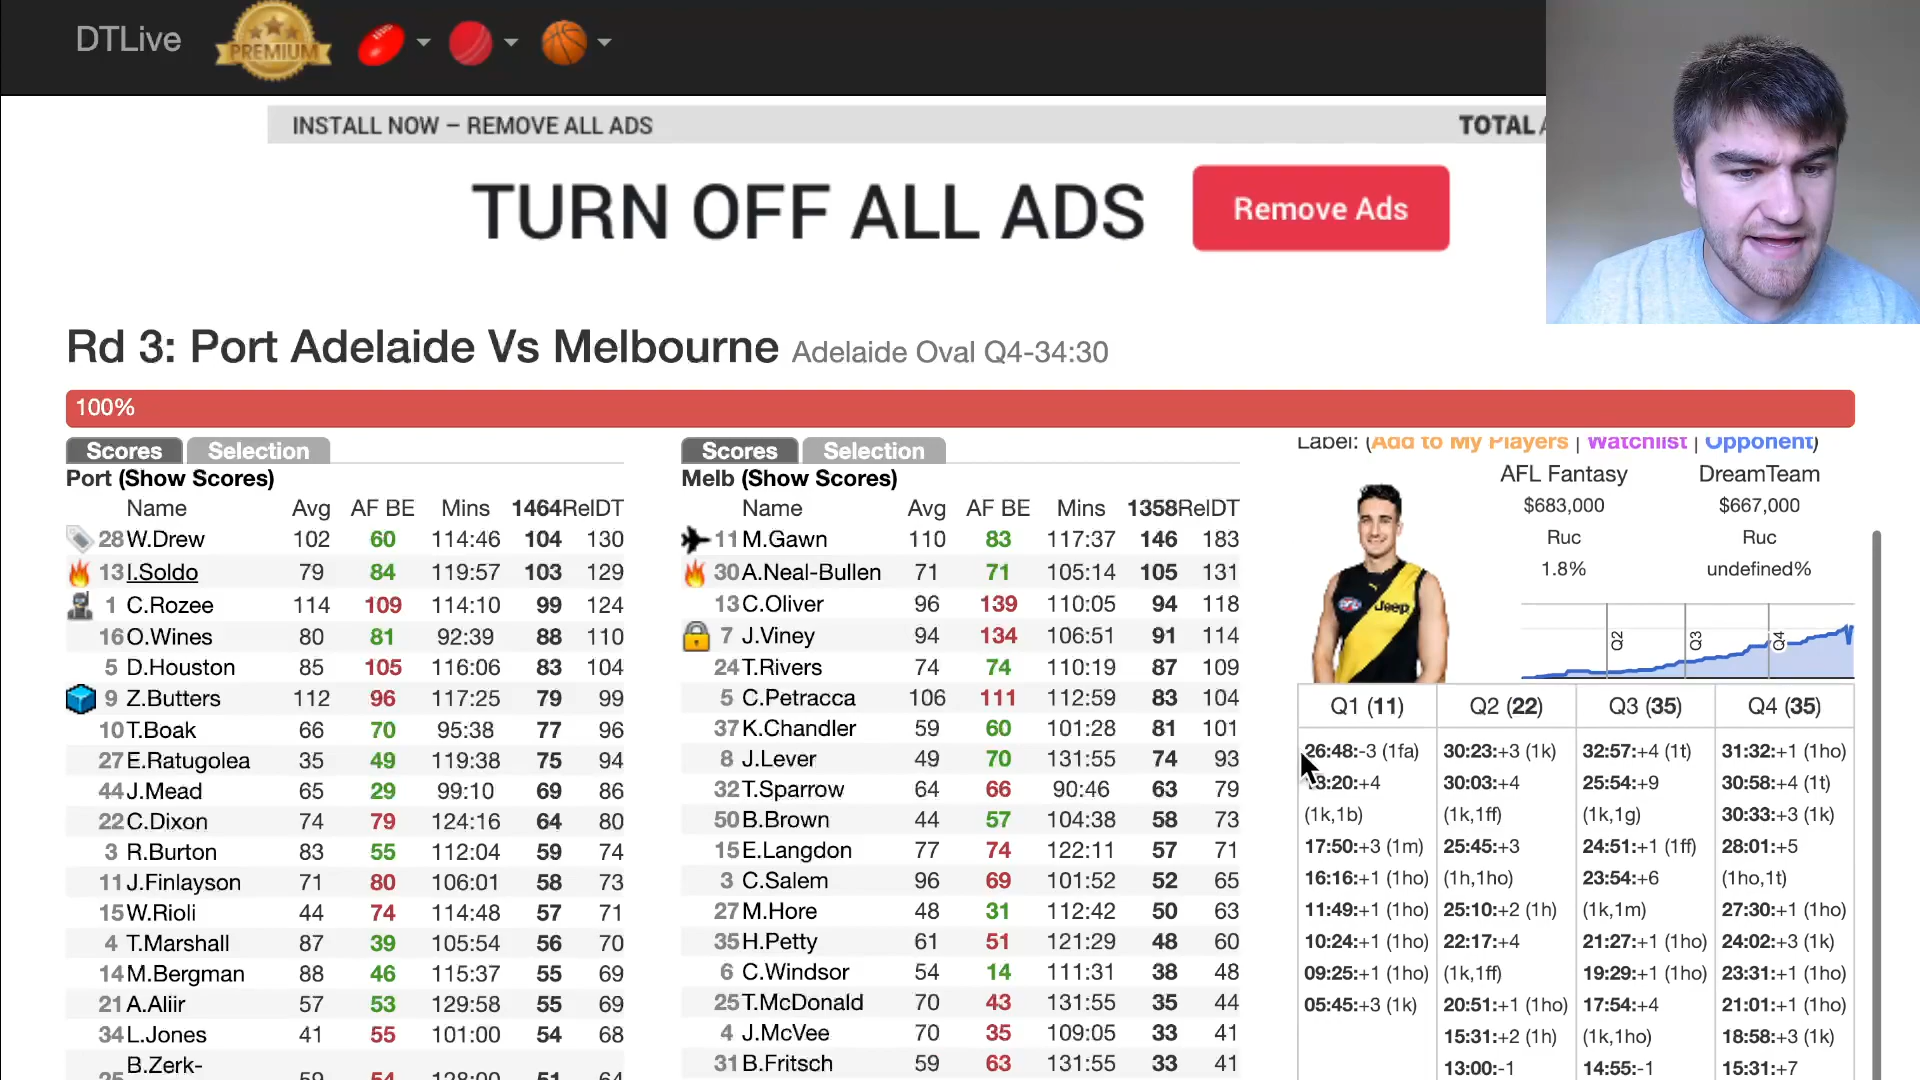 DTLive
PREMIUM
INSTALL NOW – REMOVE ALL ADS
TOTAL
TURN OFF ALL ADS
Remove Ads
Rd 3: Port Adelaide Vs Melbourne Adelaide Oval Q4-34:30
100%
Scores Selection
Port (Show Scores)
Name Avg AF BE Mins 1464 RelDT
28 W.Drew 102 60 114:46 104 130
13 I.Soldo 79 84 119:57 103 129
1 C.Rozee 114 109 114:10 99 124
16 O.Wines 80 81 92:39 88 110
5 D.Houston 85 105 116:06 83 104
9 Z.Butters 112 96 117:25 79 99
10 T.Boak 66 70 95:38 77 96
27 E.Ratugolea 35 49 119:38 75 94
44 J.Mead 65 29 99:10 69 86
22 C.Dixon 74 79 124:16 64 80
3 R.Burton 83 55 112:04 59 74
11 J.Finlayson 71 80 106:01 58 73
15 W.Rioli 44 74 114:48 57 71
4 T.Marshall 87 39 105:54 56 70
14 M.Bergman 88 46 115:37 55 69
21 A.Aliir 57 53 129:58 55 69
34 L.Jones 41 55 101:00 54 68
B.Zerk-
25 59 54 128:00 51 64
Scores Selection
Melb (Show Scores)
Name Avg AF BE Mins 1358 RelDT
11 M.Gawn 110 83 117:37 146 183
30 A.Neal-Bullen 71 71 105:14 105 131
13 C.Oliver 96 139 110:05 94 118
7 J.Viney 94 134 106:51 91 114
24 T.Rivers 74 74 110:19 87 109
5 C.Petracca 106 111 112:59 83 104
37 K.Chandler 59 60 101:28 81 101
8 J.Lever 49 70 131:55 74 93
32 T.Sparrow 64 66 90:46 63 79
50 B.Brown 44 57 104:38 58 73
15 E.Langdon 77 74 122:11 57 71
3 C.Salem 96 69 101:52 52 65
27 M.Hore 48 31 112:42 50 63
35 H.Petty 61 51 121:29 48 60
6 C.Windsor 54 14 111:31 38 48
25 T.McDonald 70 43 131:55 35 44
4 J.McVee 70 35 109:05 33 41
31 B.Fritsch 59 63 131:55 33 41
Label: (Add to My Players | Watchlist | Opponent)
AFL Fantasy DreamTeam
$683,000 $667,000
Ruc Ruc
1.8% undefined%
Jeep
Q2 Q3 Q4
Q1 (11)
26:48:-3 (1fa)
3:20:+4
(1k,1b)
17:50:+3 (1m)
16:16:+1 (1ho)
11:49:+1 (1ho)
10:24:+1 (1ho)
09:25:+1 (1ho)
05:45:+3 (1k)
Q2 (22)
30:23:+3 (1k)
30:03:+4
(1k,1ff)
25:45:+3
(1h,1ho)
25:10:+2 (1h)
22:17:+4
(1k,1ff)
20:51:+1 (1ho)
15:31:+2 (1h)
13:00:-1
Q3 (35)
32:57:+4 (1t)
25:54:+9
(1k,1g)
24:51:+1 (1ff)
23:54:+6
(1k,1m)
21:27:+1 (1ho)
19:29:+1 (1ho)
17:54:+4
(1k,1ho)
14:55:-1
Q4 (35)
31:32:+1 (1ho)
30:58:+4 (1t)
30:33:+3 (1k)
28:01:+5
(1ho,1t)
27:30:+1 (1ho)
24:02:+3 (1k)
23:31:+1 (1ho)
21:01:+1 (1ho)
18:58:+3 (1k)
15:31:+7